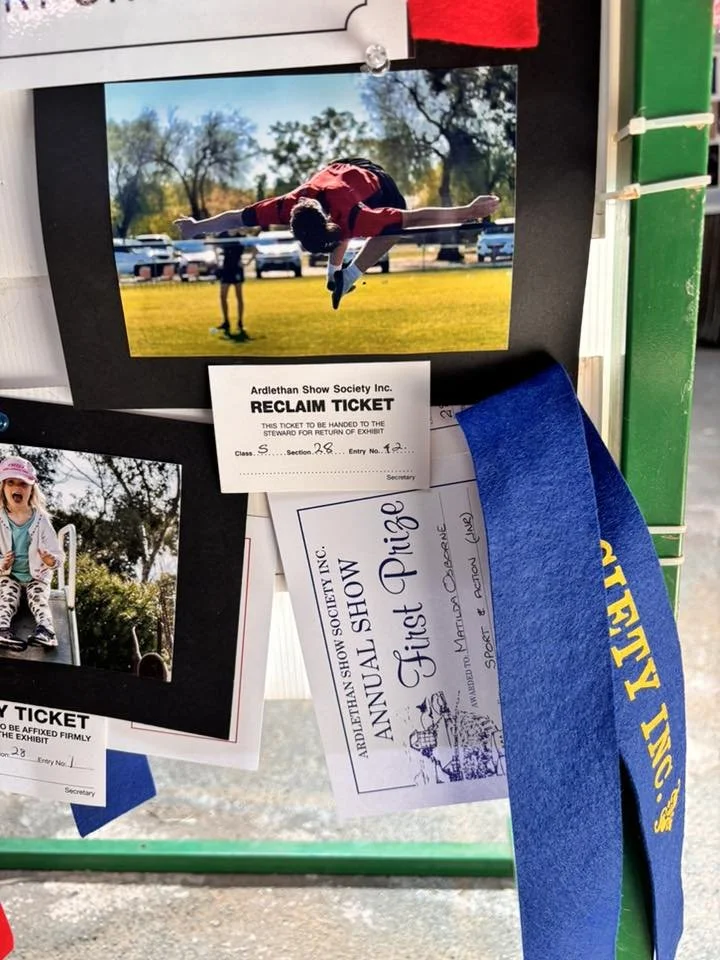 Ardlethan Show Society Inc.
RECLAIM TICKET
THIS TICKET TO BE HANDED TO THE
STEWARD FOR RETURN OF EXHIBIT
Class. S Section. 28 Entry No. 42
Secretary
ARDLETHAN SHOW SOCIETY INC.
ANNUAL SHOW
First Prize
AWARDED TO: MATILDA OSBORNE
SPORT & ACTION (JNR)
CIETY INC.
Y TICKET
O BE AFFIXED FIRMLY
THE EXHIBIT
on. 28 Entry No. 1
Secretary